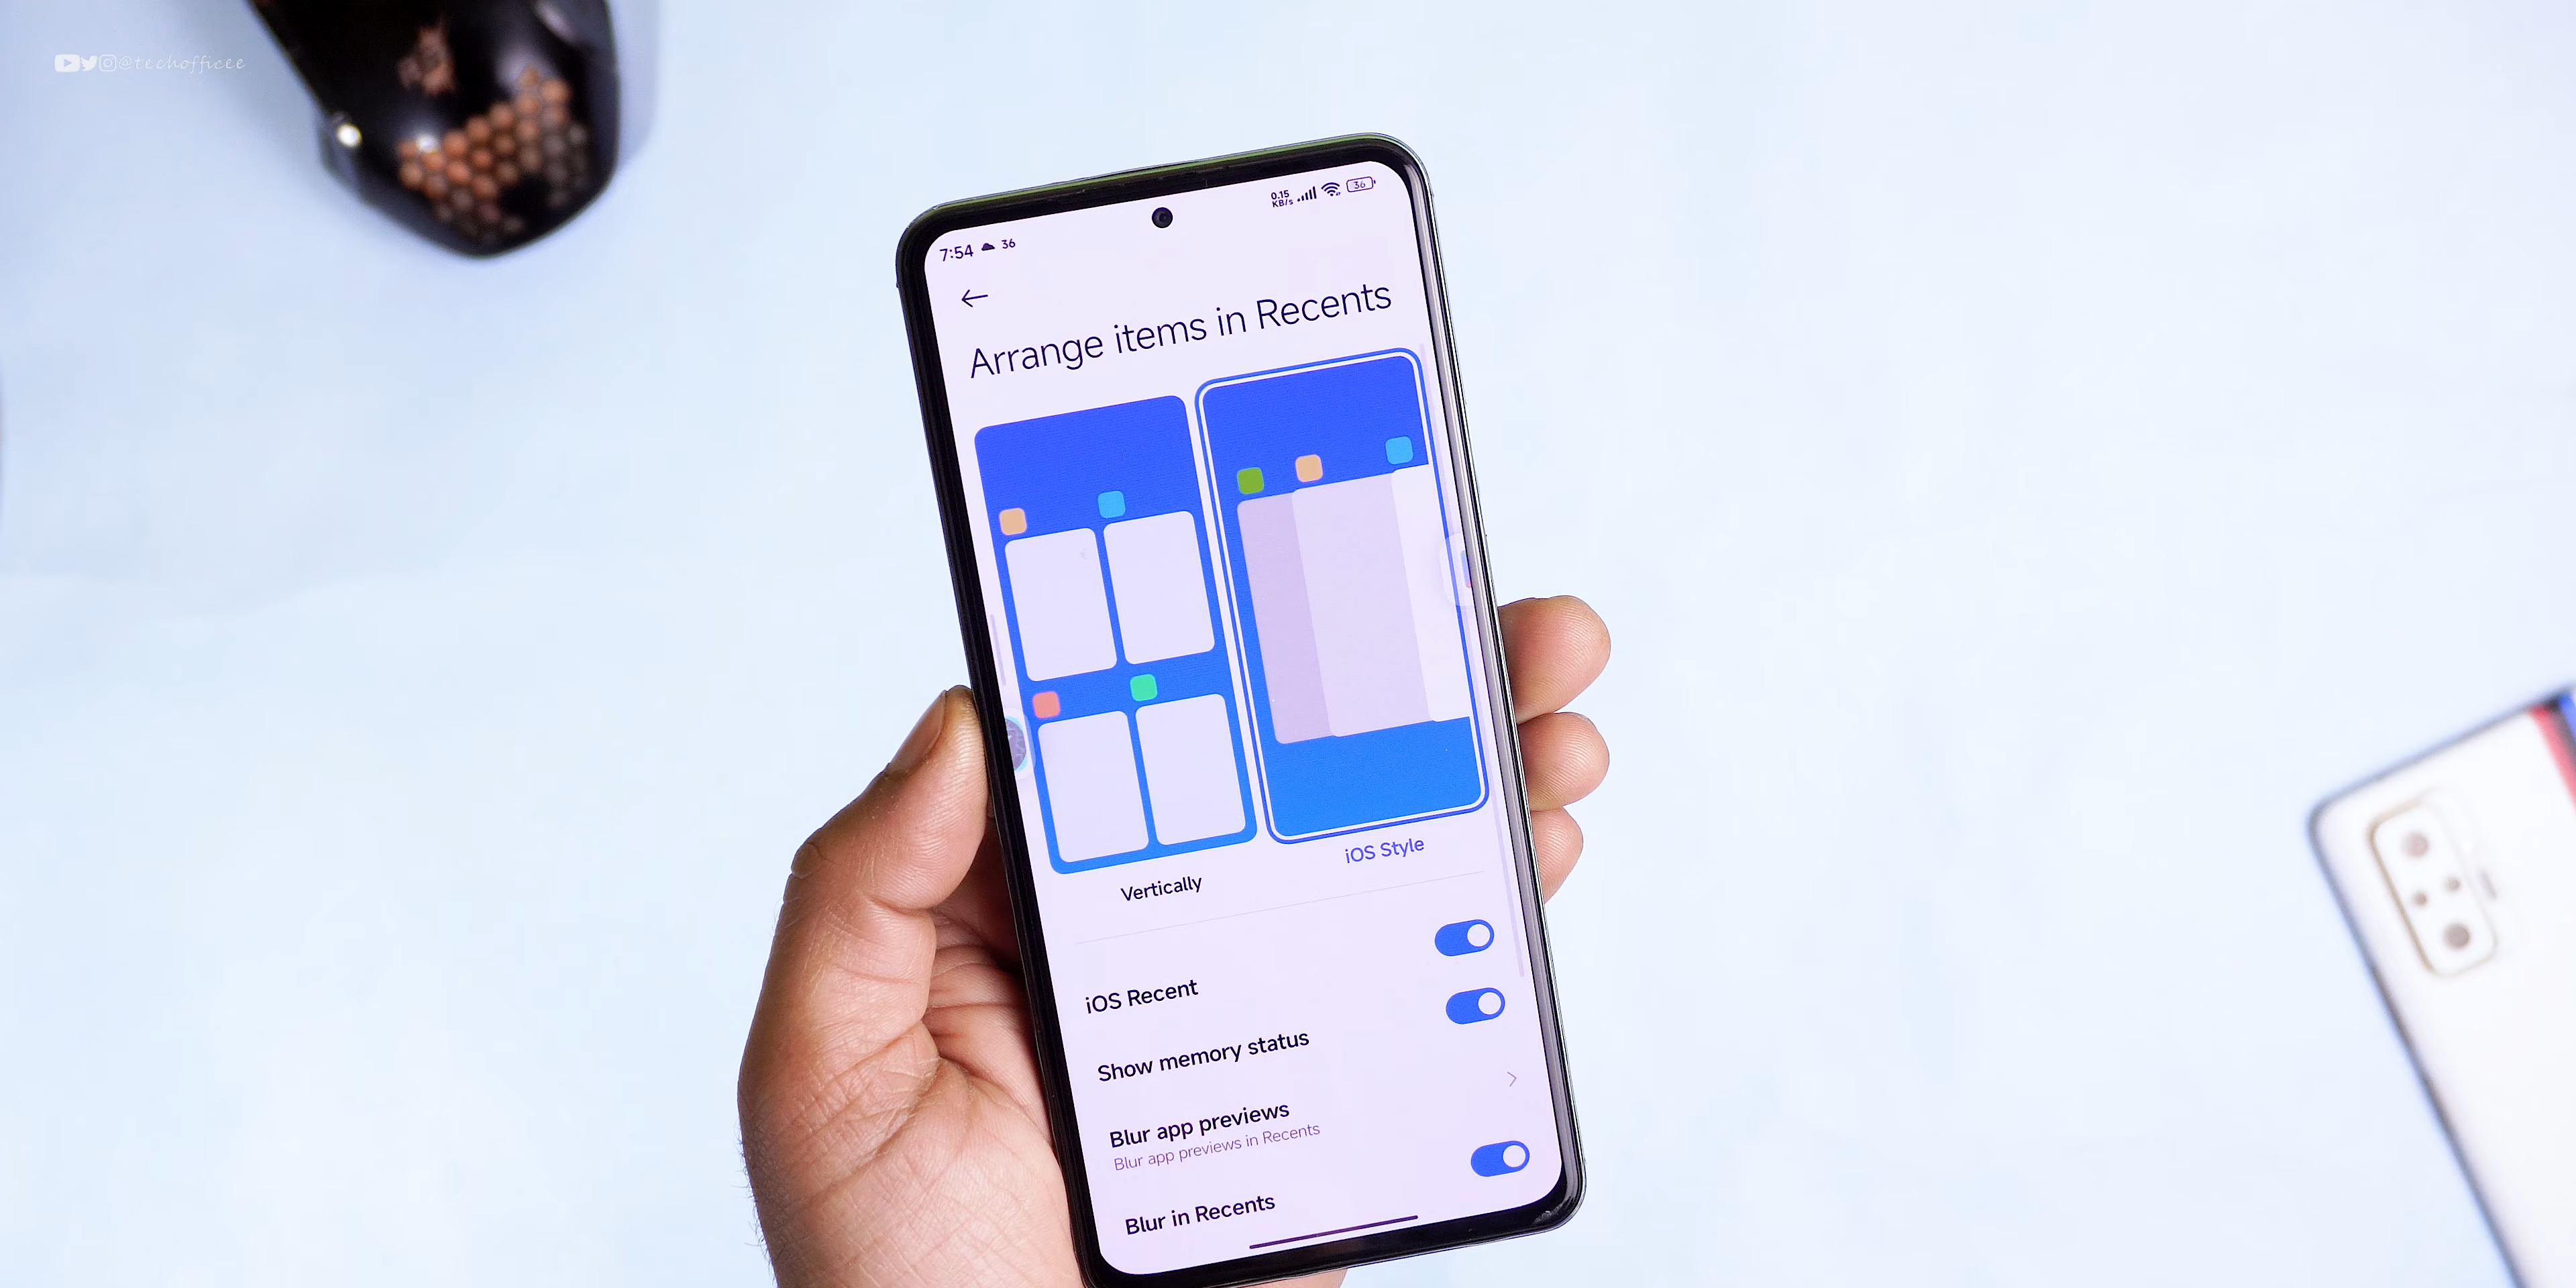 @techofficee
7:54 36
0.15
KB/s
36
Arrange items in Recents
Vertically
iOS Style
iOS Recent
Show memory status
Blur app previews
Blur app previews in Recents
Blur in Recents